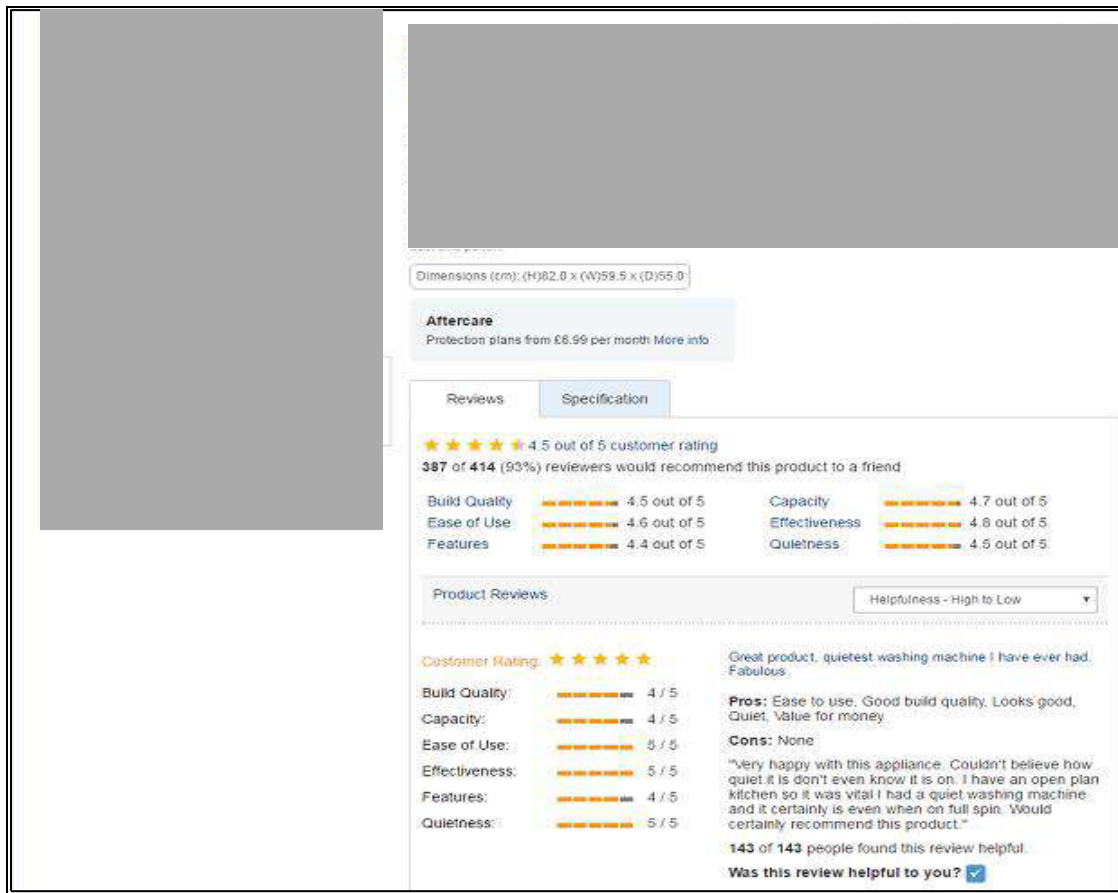 Dimensions (cm): (H)82.0 x (W)59.5 x (D)55.0
Aftercare
Protection plans from £6.99 per month More info
Reviews Specification
4.5 out of 5 customer rating
387 of 414 (93%) reviewers would recommend this product to a friend
Build Quality 4.5 out of 5 Capacity 4.7 out of 5
Ease of Use 4.6 out of 5 Effectiveness 4.8 out of 5
Features 4.4 out of 5 Quietness 4.5 out of 5
Product Reviews Helpfulness - High to Low
Customer Rating:
Build Quality: 4 / 5
Capacity: 4 / 5
Ease of Use: 5 / 5
Effectiveness: 5 / 5
Features: 4 / 5
Quietness: 5 / 5
Great product, quietest washing machine I have ever had.
Fabulous
Pros: Ease to use, Good build quality, Looks good,
Quiet, Value for money
Cons: None
"Very happy with this appliance. Couldn't believe how
quiet it is don't even know it is on. I have an open plan
kitchen so it was vital I had a quiet washing machine
and it certainly is even when on full spin. Would
certainly recommend this product."
143 of 143 people found this review helpful.
Was this review helpful to you?